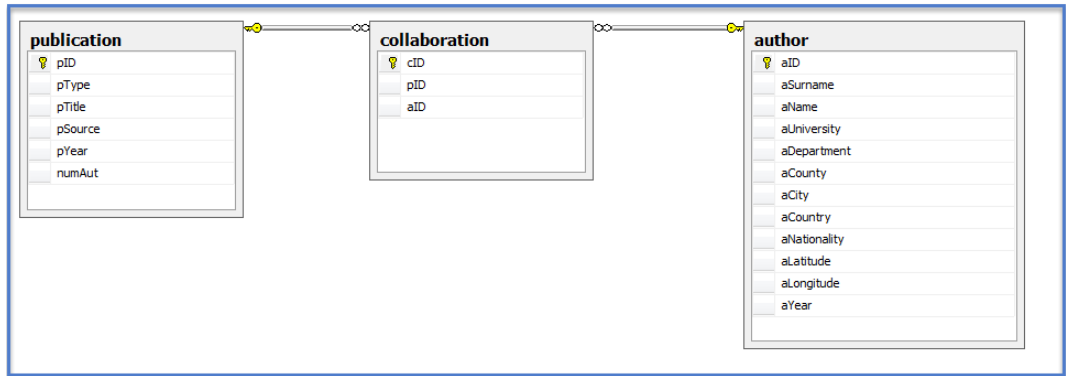 publication
pID
pType
pTitle
pSource
pYear
numAut
collaboration
cID
pID
aID
author
aID
aSurname
aName
aUniversity
aDepartment
aCounty
aCity
aCountry
aNationality
aLatitude
aLongitude
aYear